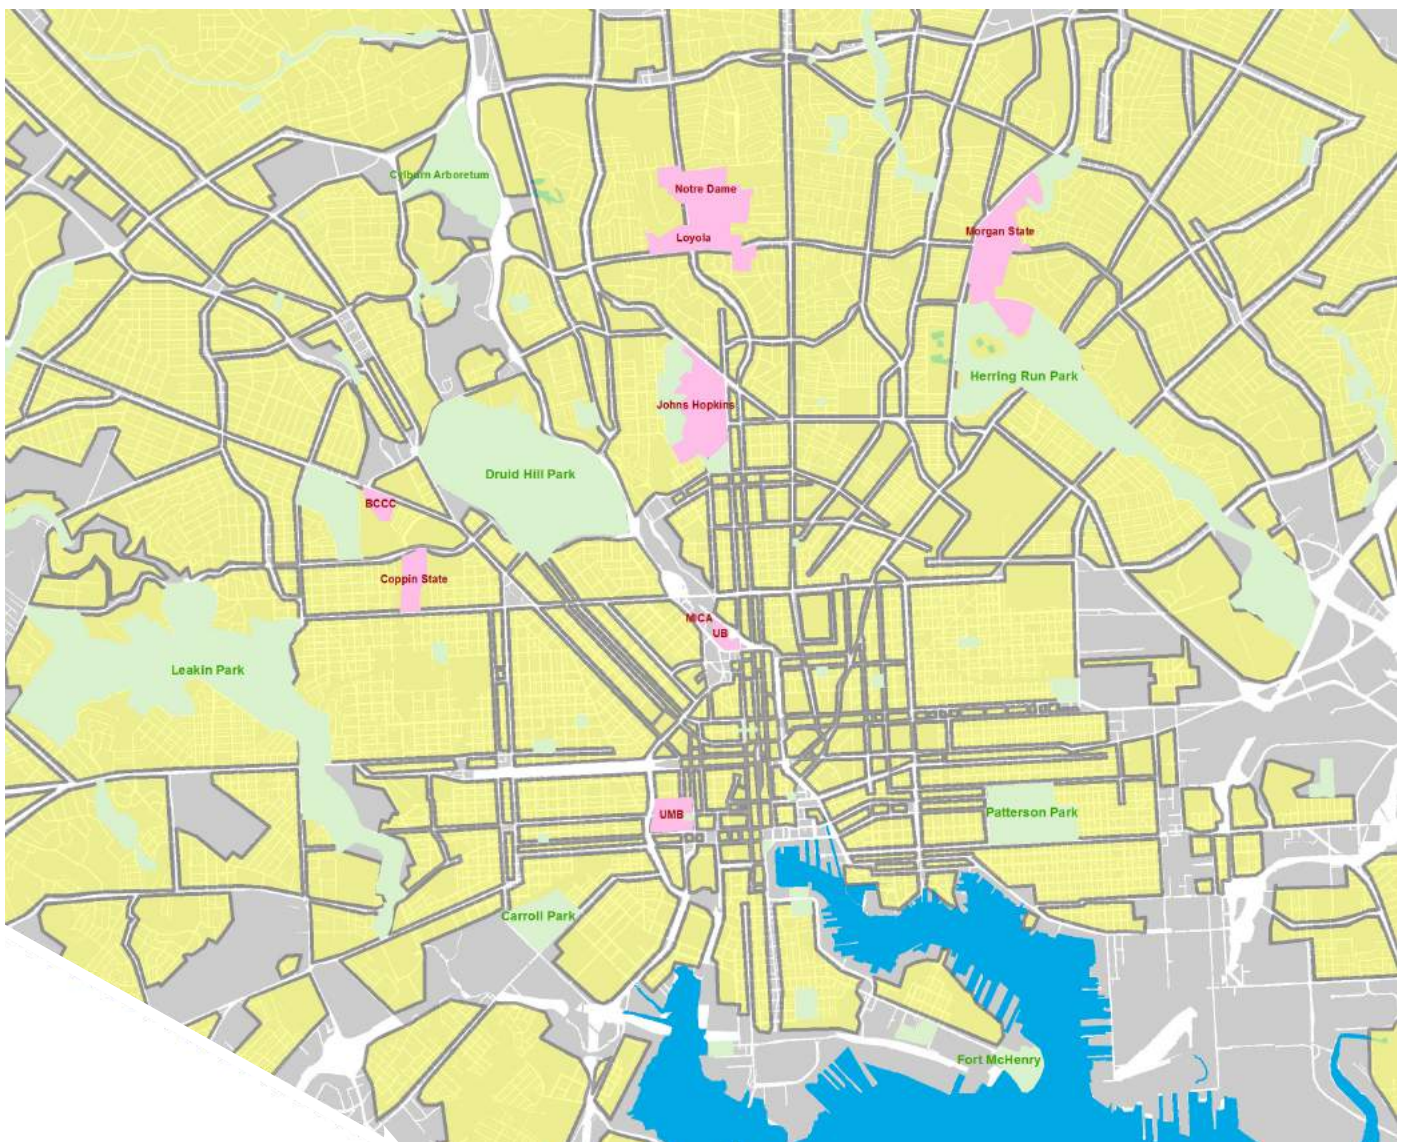 Cylburn Arboretum
Notre Dame
Loyola
Morgan State
Herring Run Park
Johns Hopkins
Druid Hill Park
BCCC
Coppin State
MICA
UB
Leakin Park
UMB
Patterson Park
Carroll Park
Fort McHenry